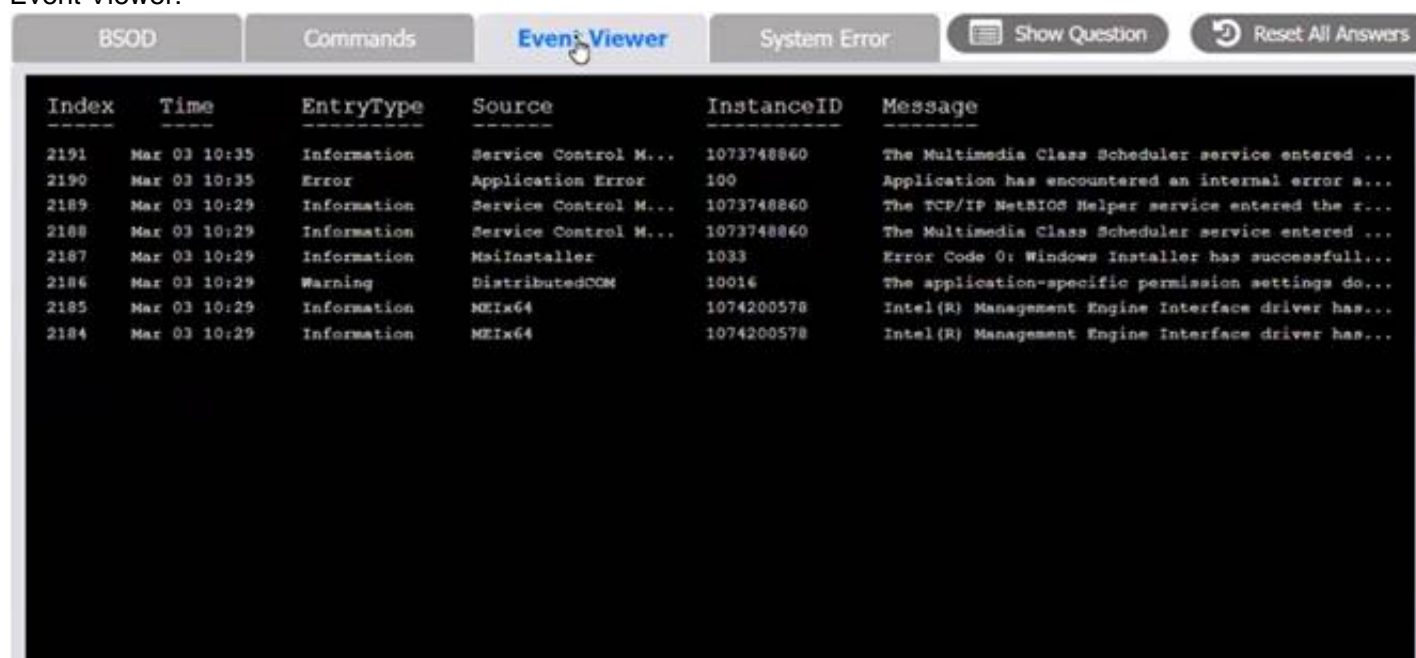 Event Viewer:
BSOD Commands Event Viewer System Error Show Question Reset All Answers
Index Time EntryType Source InstanceID Message
----- ---- --------- ------ ---------- -------
2191 Mar 03 10:35 Information Service Control M... 1073748860 The Multimedia Class Scheduler service entered ...
2190 Mar 03 10:35 Error Application Error 100 Application has encountered an internal error a...
2189 Mar 03 10:29 Information Service Control M... 1073748860 The TCP/IP NetBIOS Helper service entered the r...
2188 Mar 03 10:29 Information Service Control M... 1073748860 The Multimedia Class Scheduler service entered ...
2187 Mar 03 10:29 Information MsiInstaller 1033 Error Code 0: Windows Installer has successfull...
2186 Mar 03 10:29 Warning DistributedCOM 10016 The application-specific permission settings do...
2185 Mar 03 10:29 Information MEIx64 1074200578 Intel(R) Management Engine Interface driver has...
2184 Mar 03 10:29 Information MEIx64 1074200578 Intel(R) Management Engine Interface driver has...